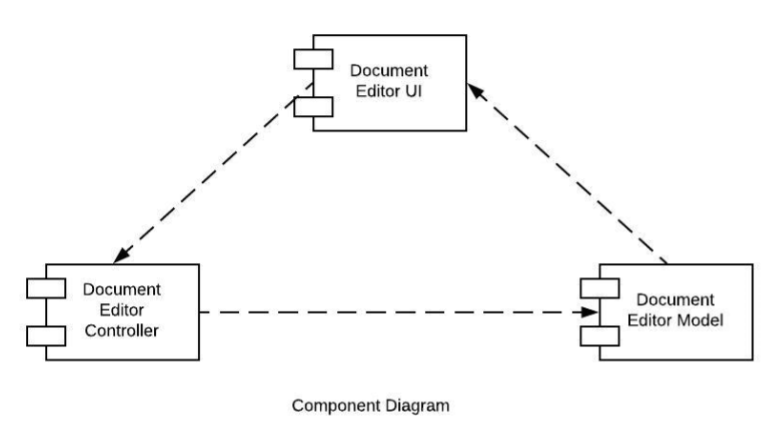 Document
Editor UI
Document
Editor
Controller
Document
Editor Model
Component Diagram